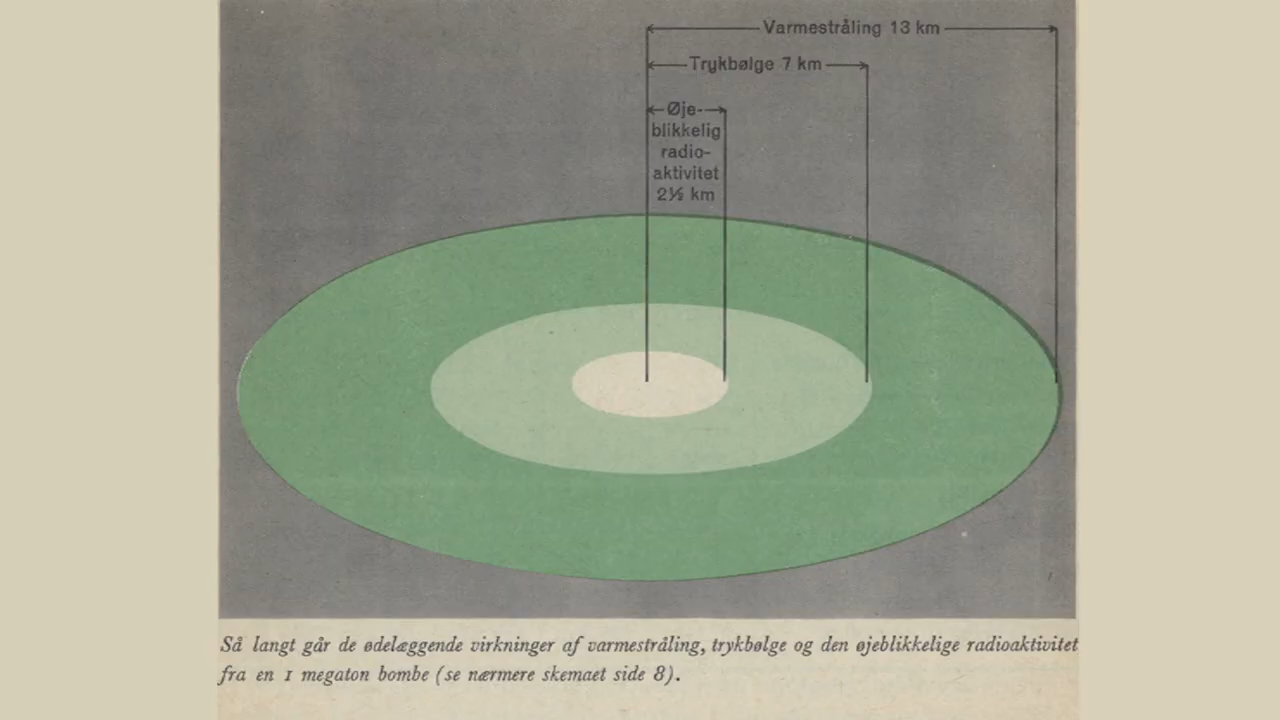 Varmestråling 13 km
Trykbølge 7 km
Øje-
blikkelig
radio-
aktivitet
2½ km
Så langt går de ødelæggende virkninger af varmestråling, trykbølge og den øjeblikkelige radioaktivitet
fra en 1 megaton bombe (se nærmere skemaet side 8).